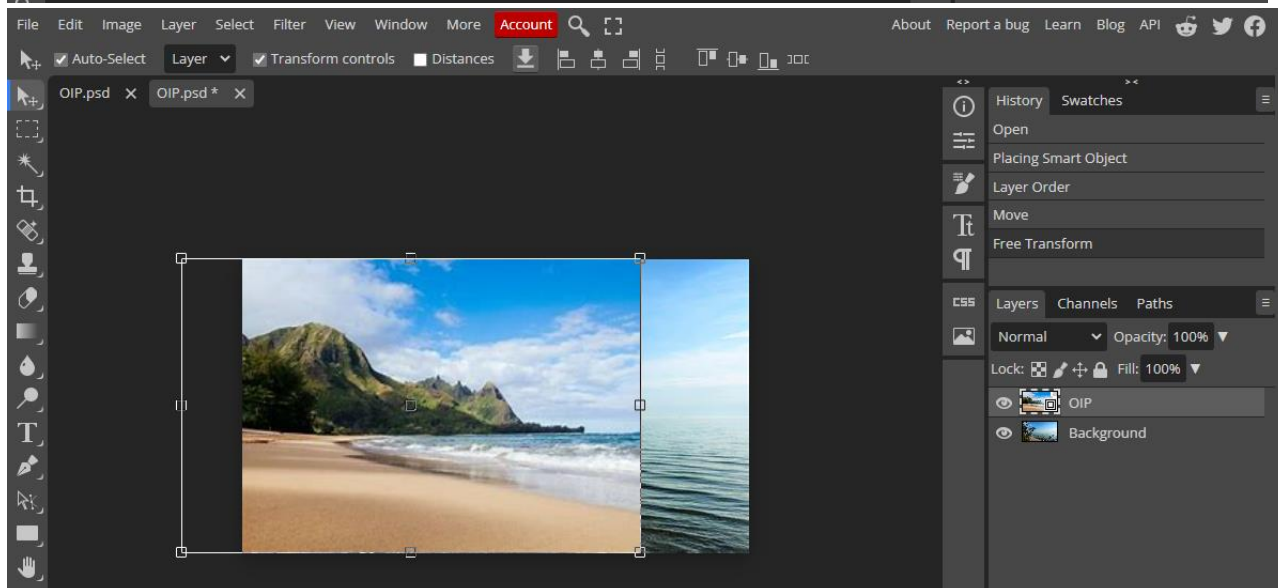 File Edit Image Layer Select Filter View Window More Account About Report a bug Learn Blog API
Auto-Select Layer Transform controls Distances
OIP.psd X OIP.psd * X
History Swatches
Open
Placing Smart Object
Layer Order
Move
Free Transform
CSS
Layers Channels Paths
Normal Opacity: 100%
Lock: Fill: 100%
OIP
Background